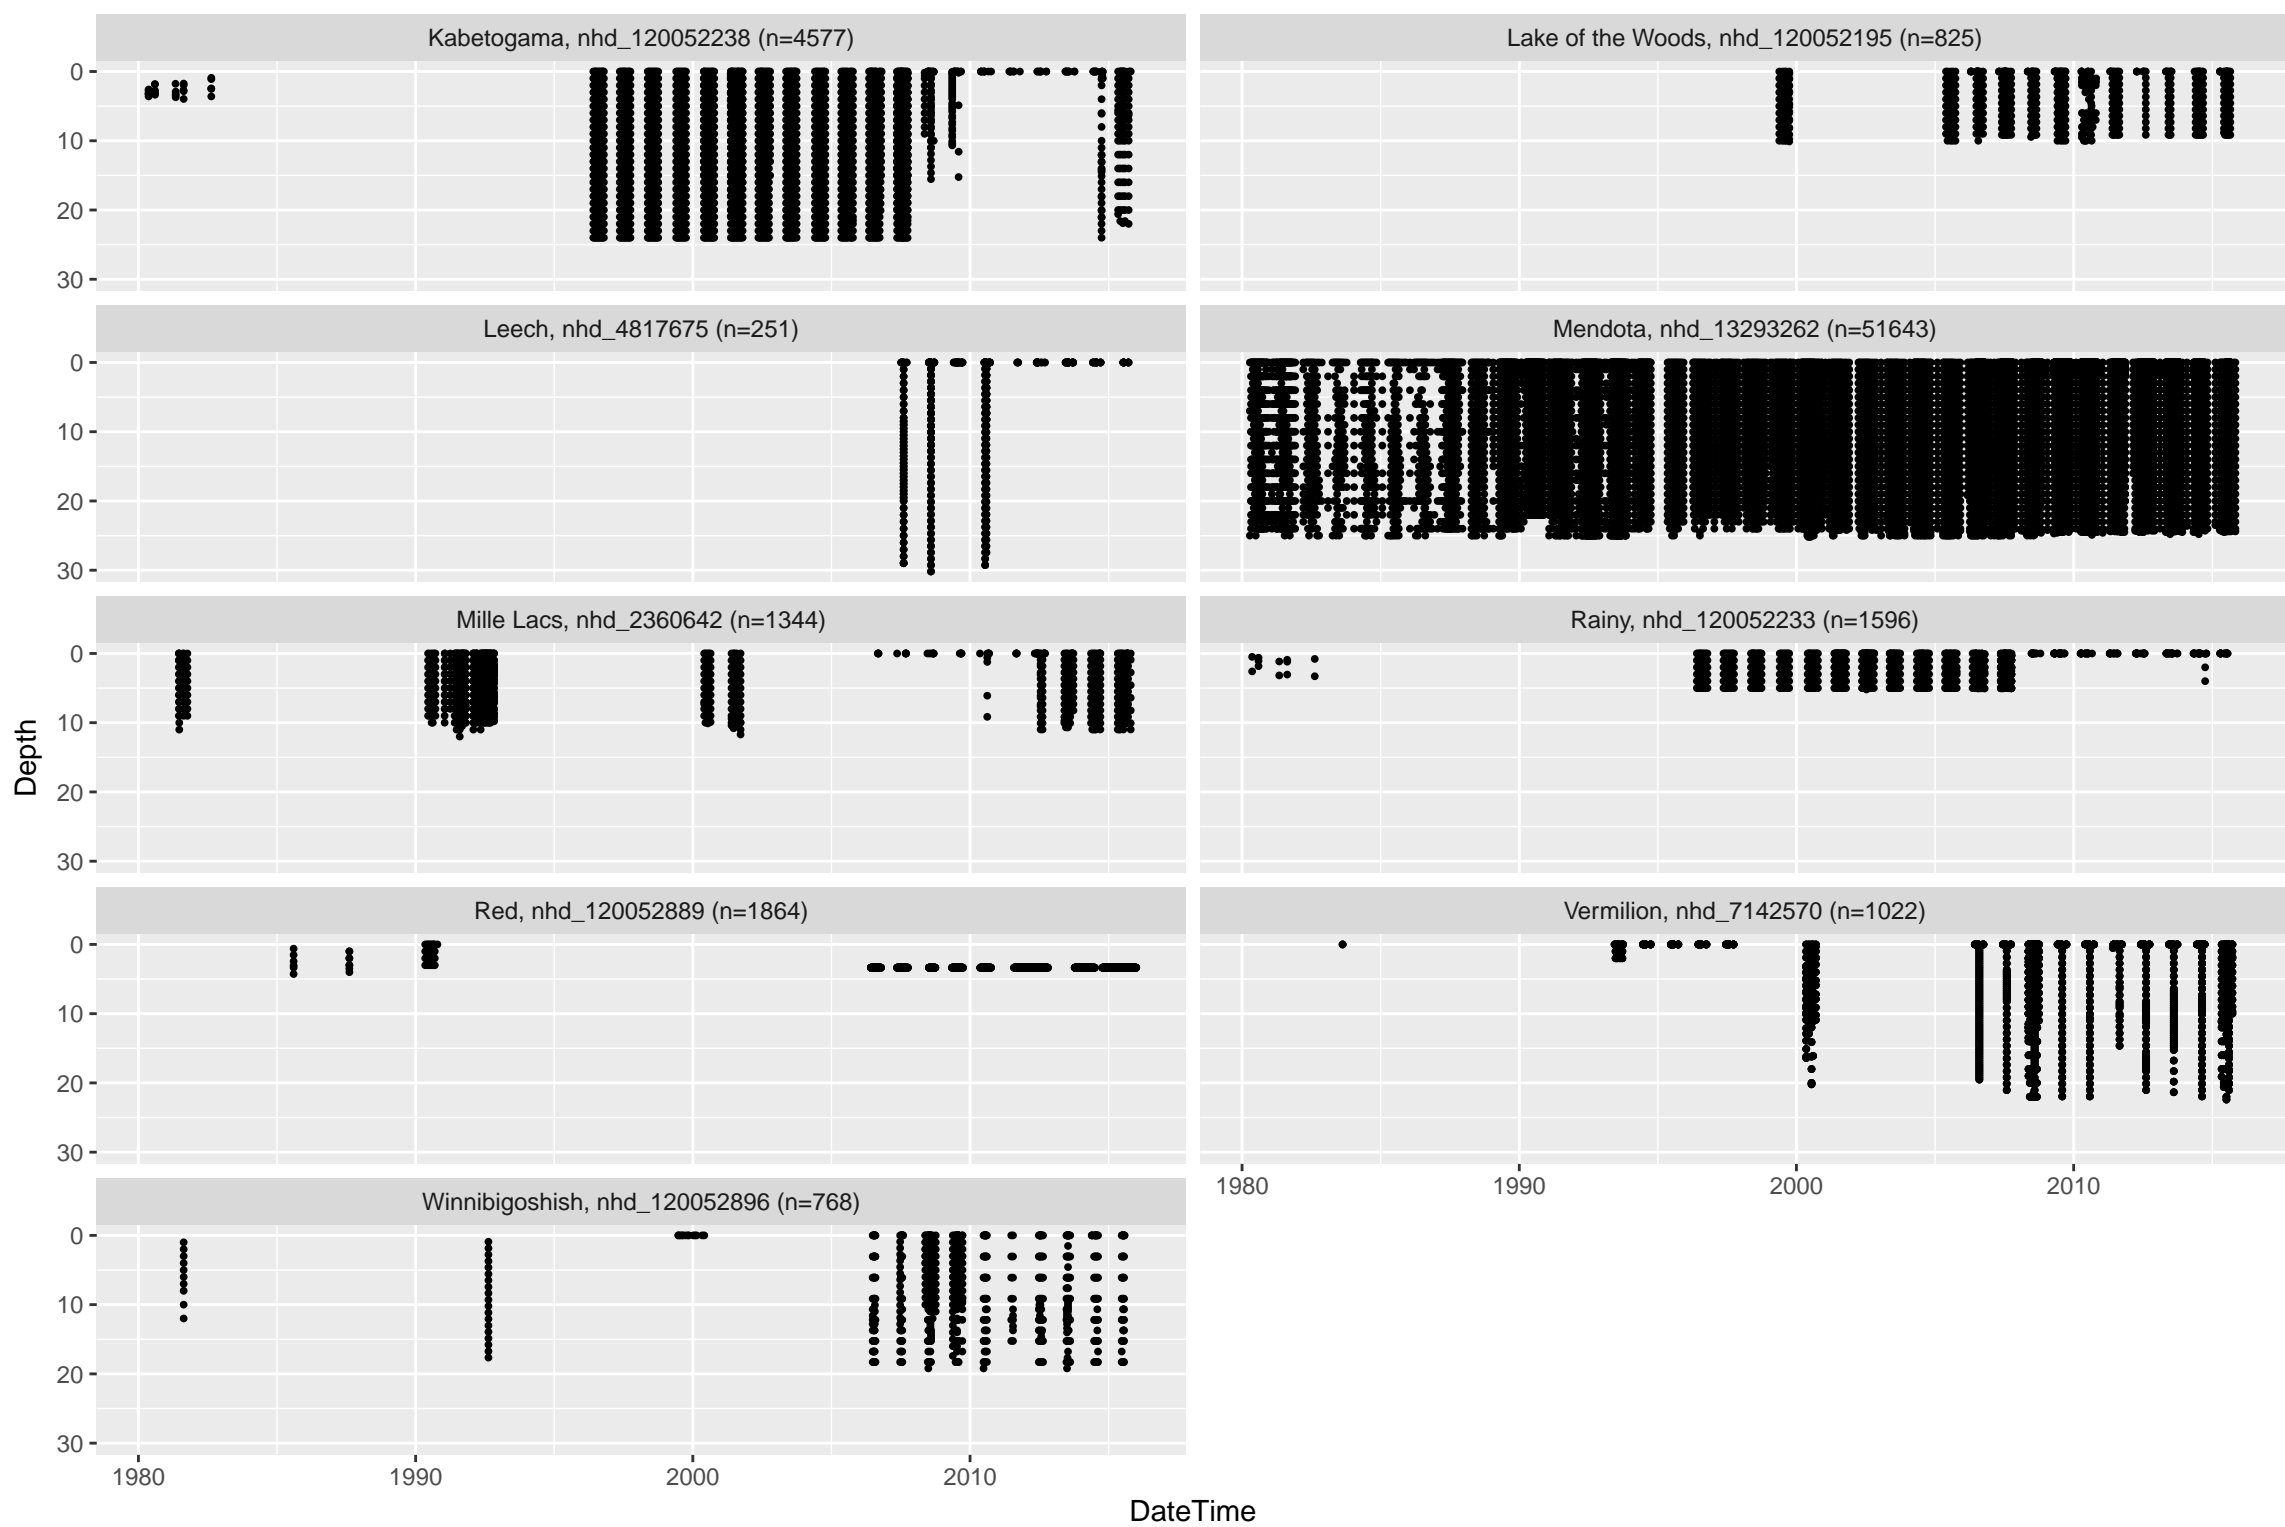 Kabetogama, nhd_120052238 (n=4577)
Lake of the Woods, nhd_120052195 (n=825)
0
10
20
30
Leech, nhd_4817675 (n=251)
Mendota, nhd_13293262 (n=51643)
0
10
20
30
Mille Lacs, nhd_2360642 (n=1344)
Rainy, nhd_120052233 (n=1596)
0
10
20
30
Depth
Red, nhd_120052889 (n=1864)
Vermilion, nhd_7142570 (n=1022)
0
10
20
30
1980 1990 2000 2010
Winnibigoshish, nhd_120052896 (n=768)
0
10
20
30
1980 1990 2000 2010
DateTime